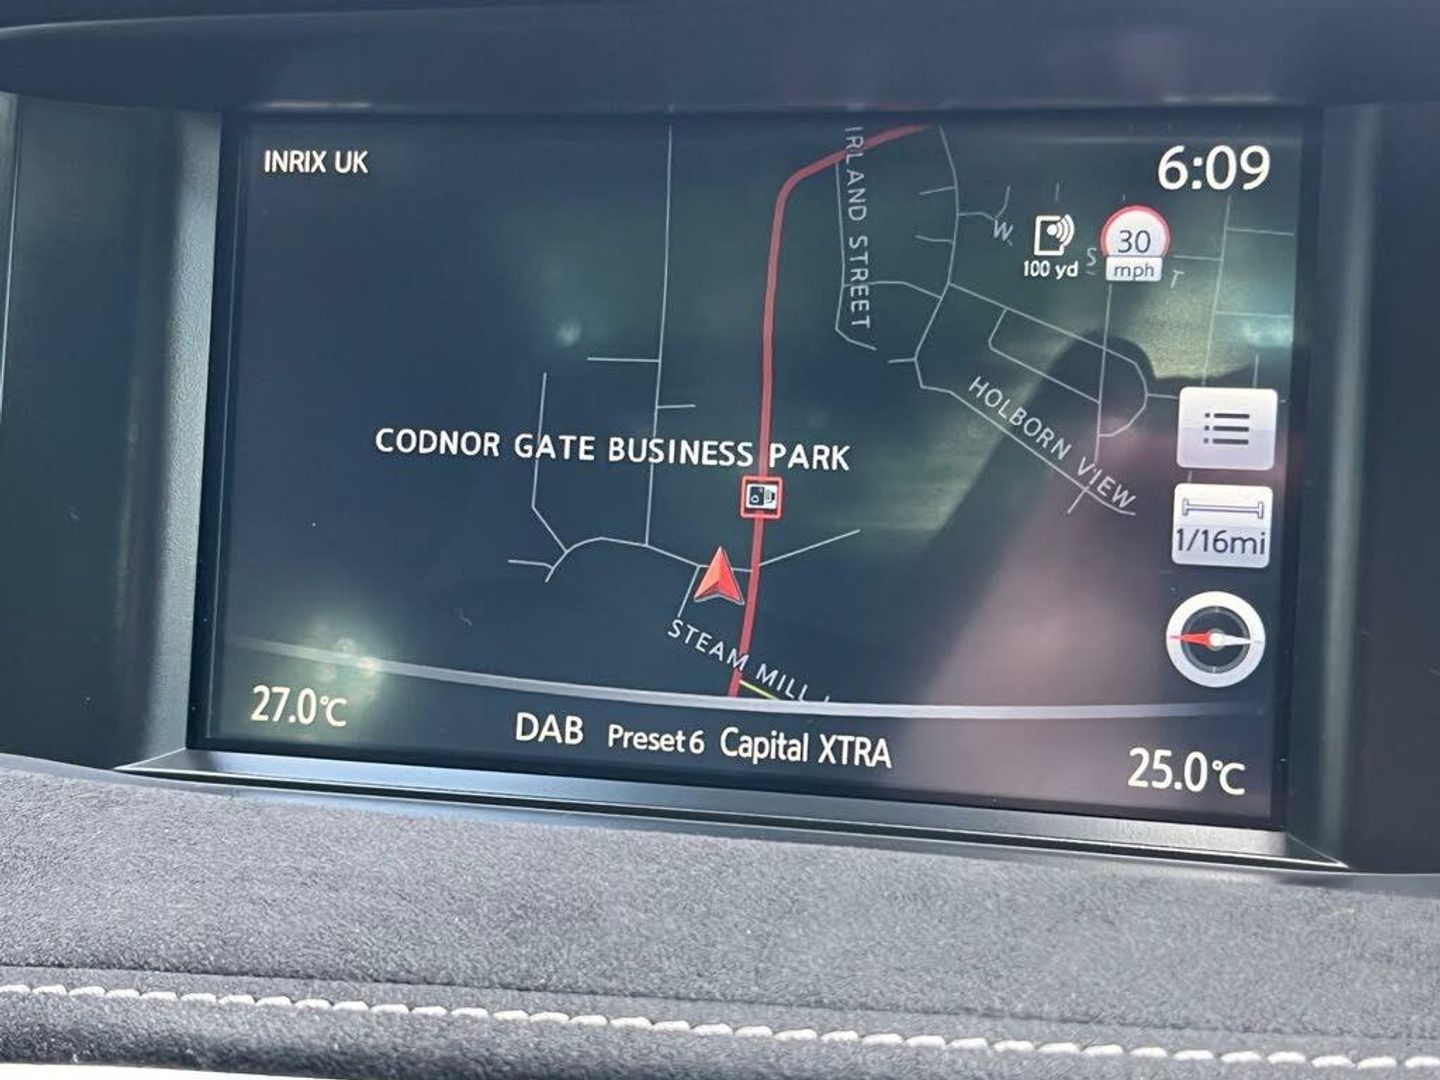 INRIX UK
6:09
IRLAND STREET
W.
100 yd
S
T
30
mph
HOLBORN VIEW
CODNOR GATE BUSINESS PARK
1/16mi
STEAM MILL
27.0°C
DAB Preset 6 Capital XTRA
25.0°C